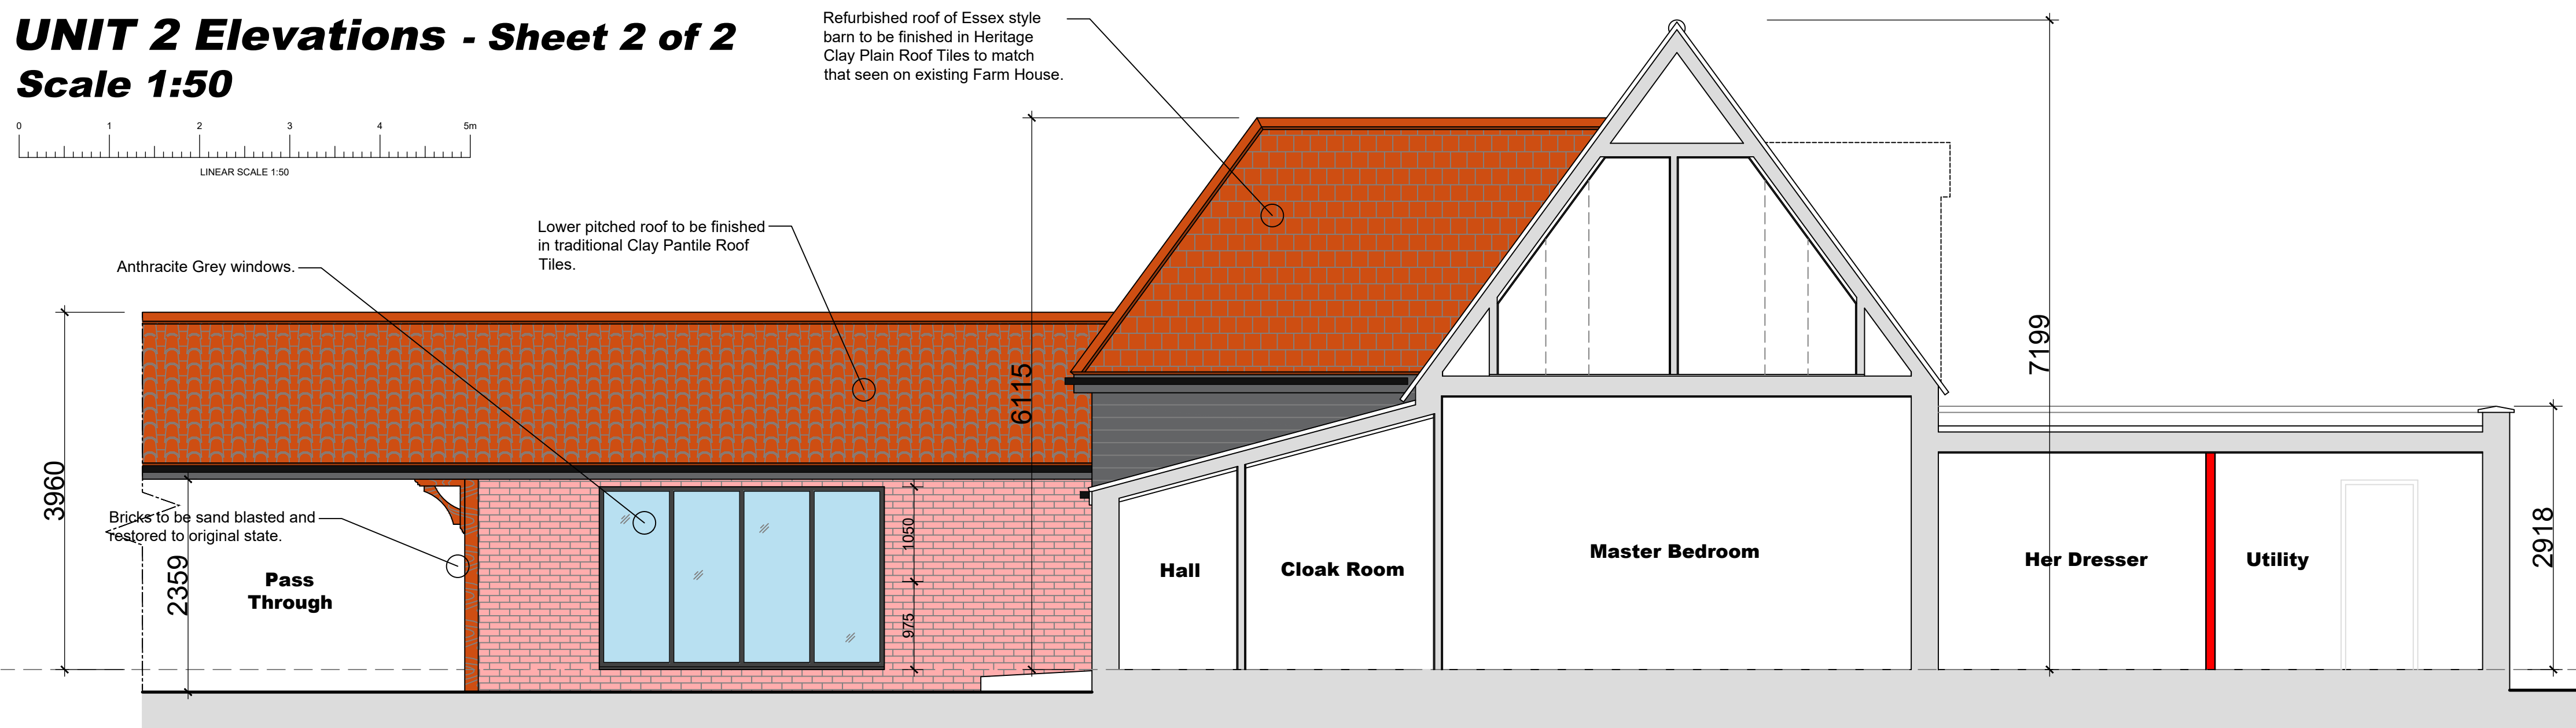 UNIT 2 Elevations - Sheet 2 of 2
Scale 1:50
0 1 2 3 4 5m
LINEAR SCALE 1:50
Refurbished roof of Essex style
barn to be finished in Heritage
Clay Plain Roof Tiles to match
that seen on existing Farm House.
Lower pitched roof to be finished
in traditional Clay Pantile Roof
Tiles.
Anthracite Grey windows.
Bricks to be sand blasted and
restored to original state.
3960
2359
Pass
Through
1050
975
6115
Hall
Cloak Room
Master Bedroom
7199
Her Dresser
Utility
2918